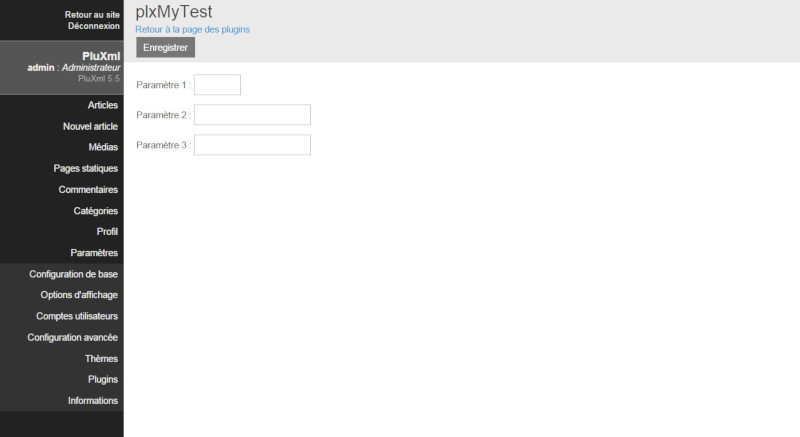 Retour au site
Déconnexion
PluXml
admin : Administrateur
PluXml 5.5
Articles
Nouvel article
Médias
Pages statiques
Commentaires
Catégories
Profil
Paramètres
Configuration de base
Options d'affichage
Comptes utilisateurs
Configuration avancée
Thèmes
Plugins
Informations
plxMyTest
Retour à la page des plugins
Enregistrer
Paramètre 1 :
Paramètre 2 :
Paramètre 3 :